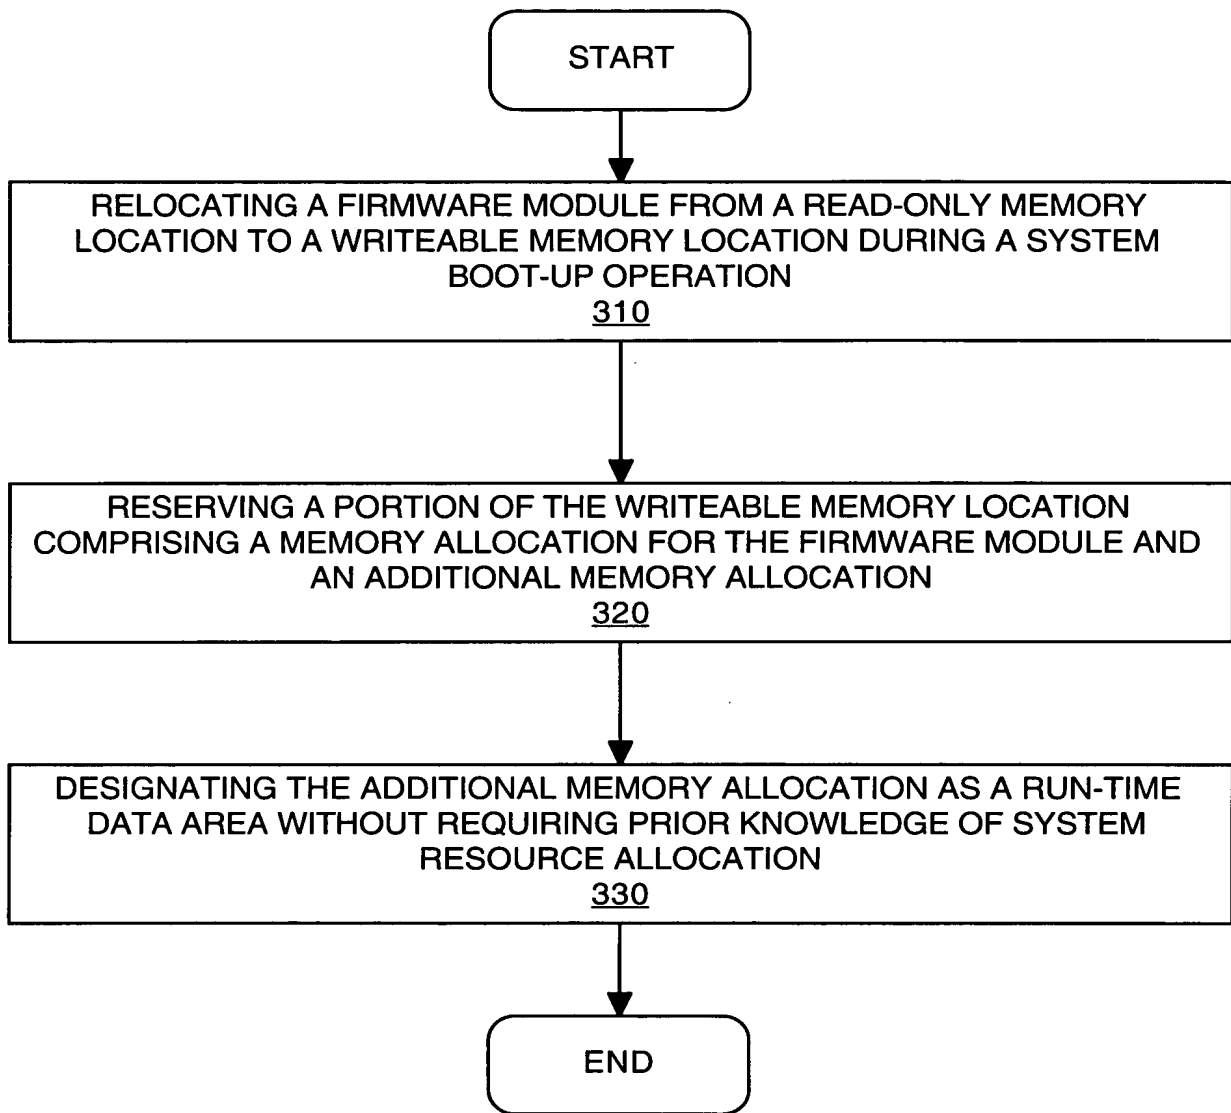 START
RELOCATING A FIRMWARE MODULE FROM A READ-ONLY MEMORY
LOCATION TO A WRITEABLE MEMORY LOCATION DURING A SYSTEM
BOOT-UP OPERATION
310
RESERVING A PORTION OF THE WRITEABLE MEMORY LOCATION
COMPRISING A MEMORY ALLOCATION FOR THE FIRMWARE MODULE AND
AN ADDITIONAL MEMORY ALLOCATION
320
DESIGNATING THE ADDITIONAL MEMORY ALLOCATION AS A RUN-TIME
DATA AREA WITHOUT REQUIRING PRIOR KNOWLEDGE OF SYSTEM
RESOURCE ALLOCATION
330
END